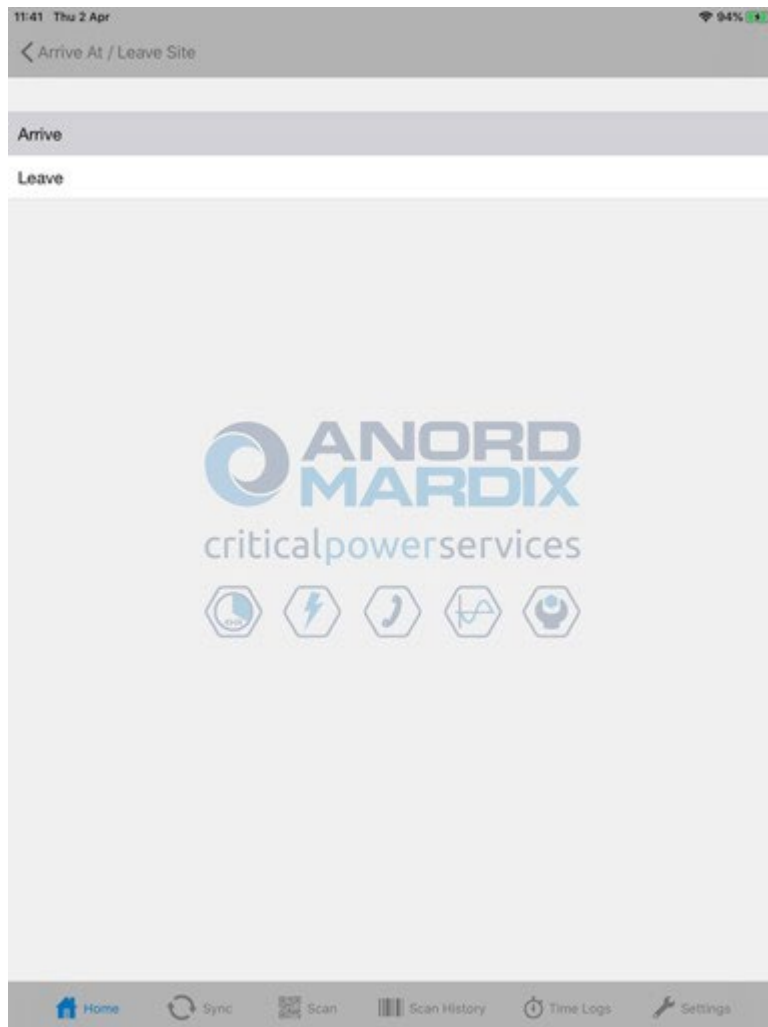 11:41 Thu 2 Apr 94%
Arrive At / Leave Site
Arrive
Leave
ANORD
MARDIX
criticalpowerservices
Home Sync Scan Scan History Time Logs Settings